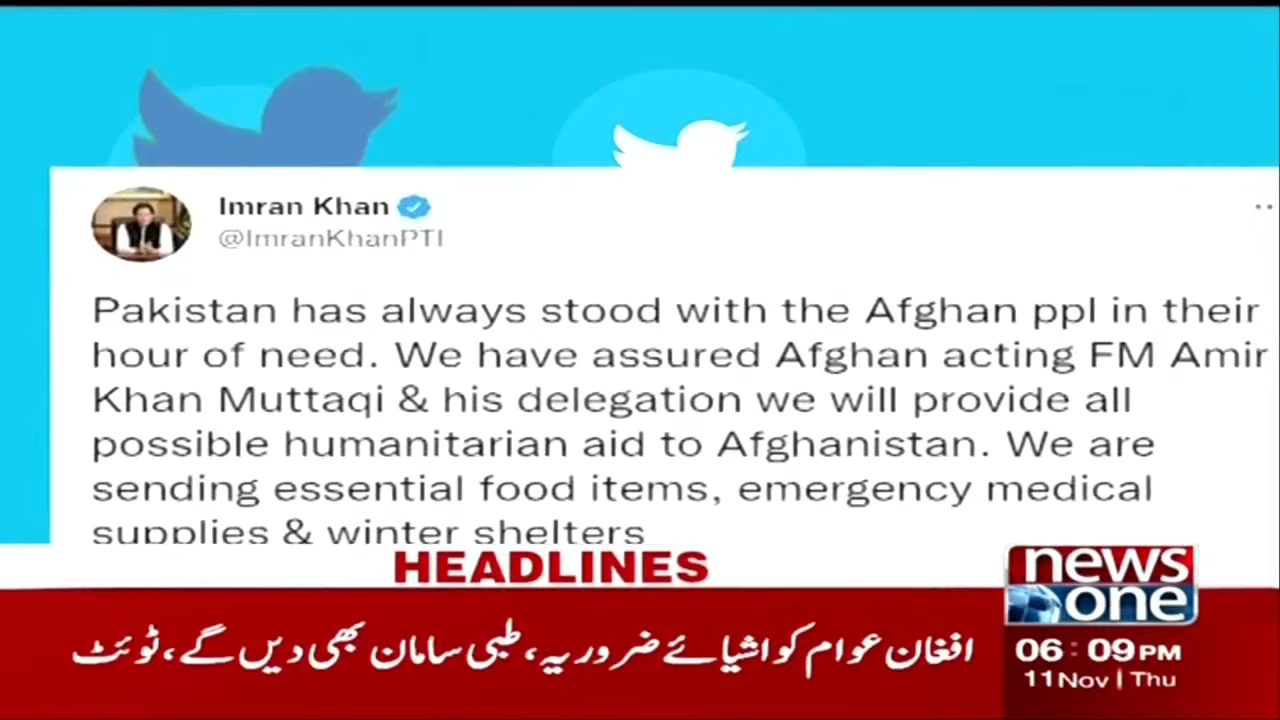 Imran Khan
@ImranKhanPTI
Pakistan has always stood with the Afghan ppl in their
hour of need. We have assured Afghan acting FM Amir
Khan Muttaqi & his delegation we will provide all
possible humanitarian aid to Afghanistan. We are
sending essential food items, emergency medical
supplies & winter shelters
HEADLINES
news
one
افغان عوام کو اشیائے ضروریہ، طبی سامان بھی دیں گے، ٹوئٹ
06:09 PM
11 Nov | Thu